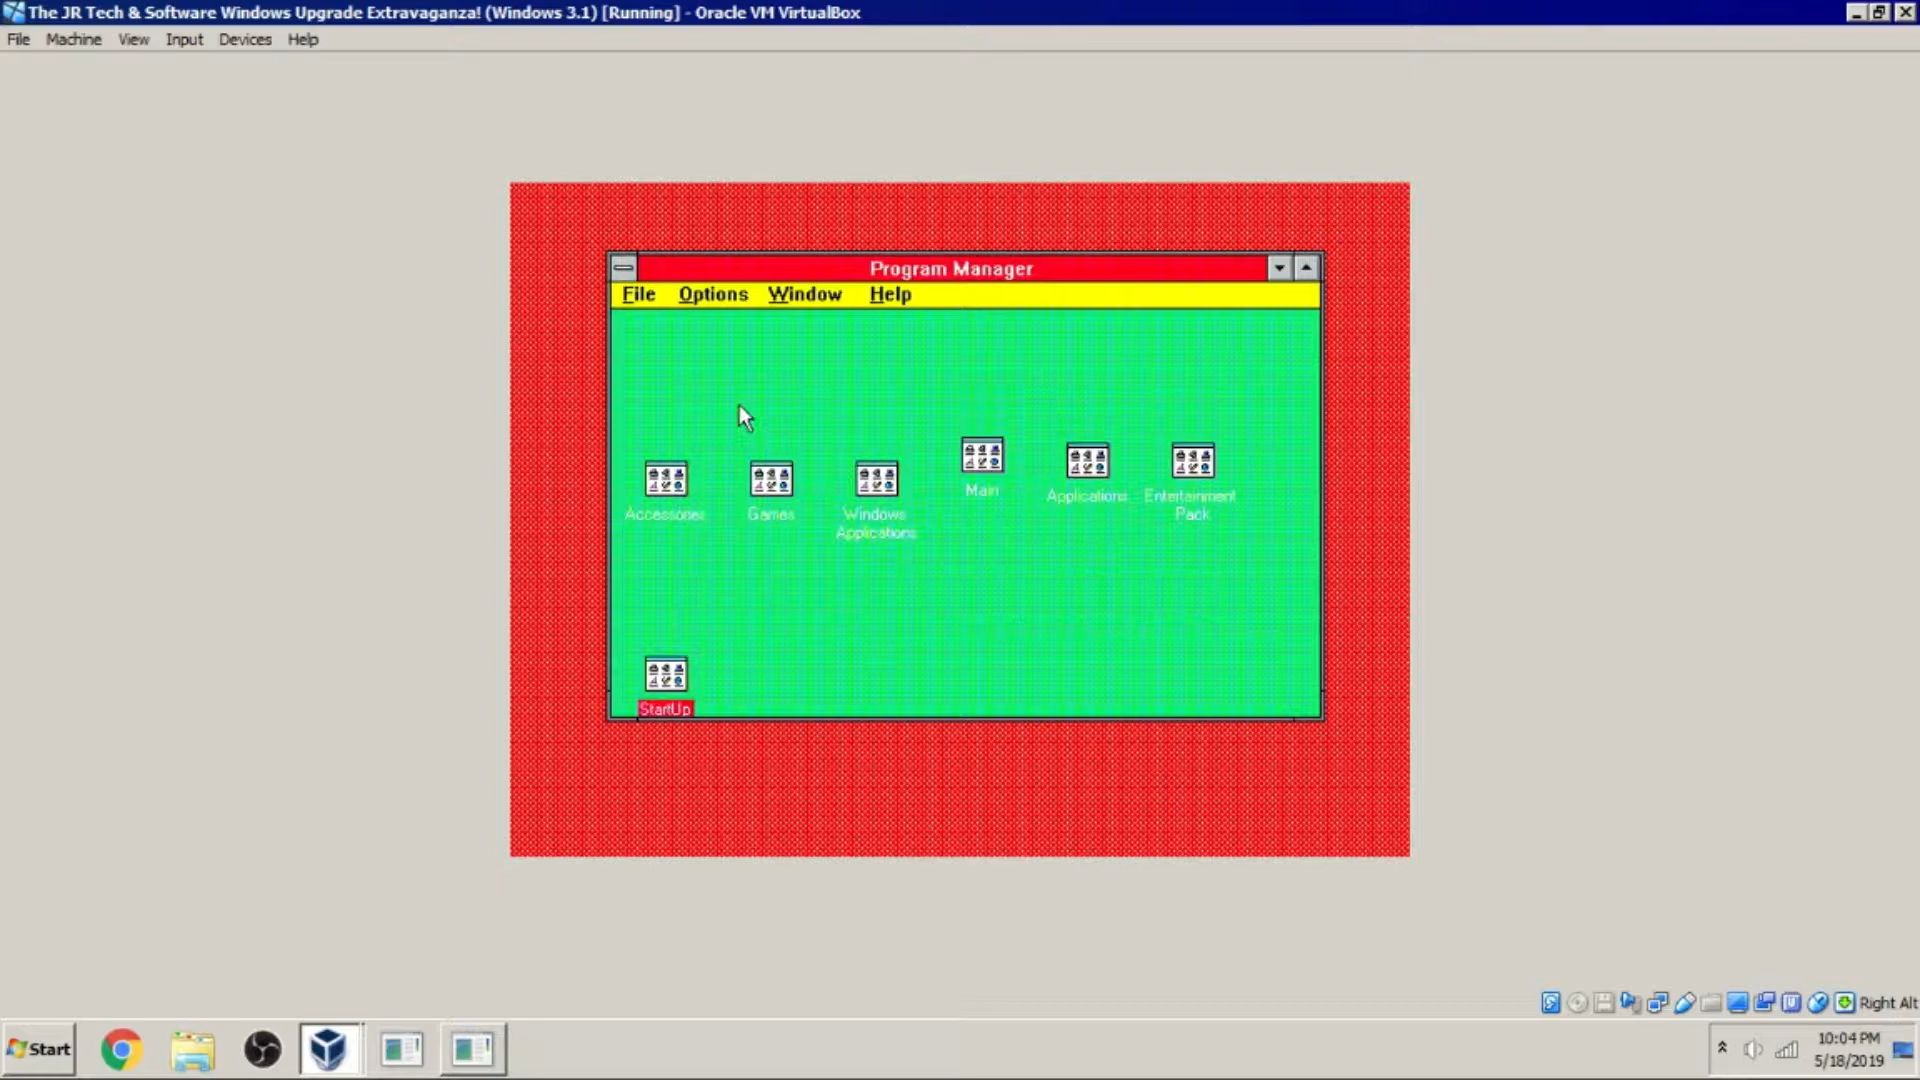 The JR Tech & Software Windows Upgrade Extravaganza! (Windows 3.1) [Running] - Oracle VM VirtualBox
File Machine View Input Devices Help
Program Manager
File Options Window Help
Accessories
Games
Windows
Applications
Main
Applications
Entertainment
Pack
StartUp
Right Alt
Start
10:04 PM
5/18/2019